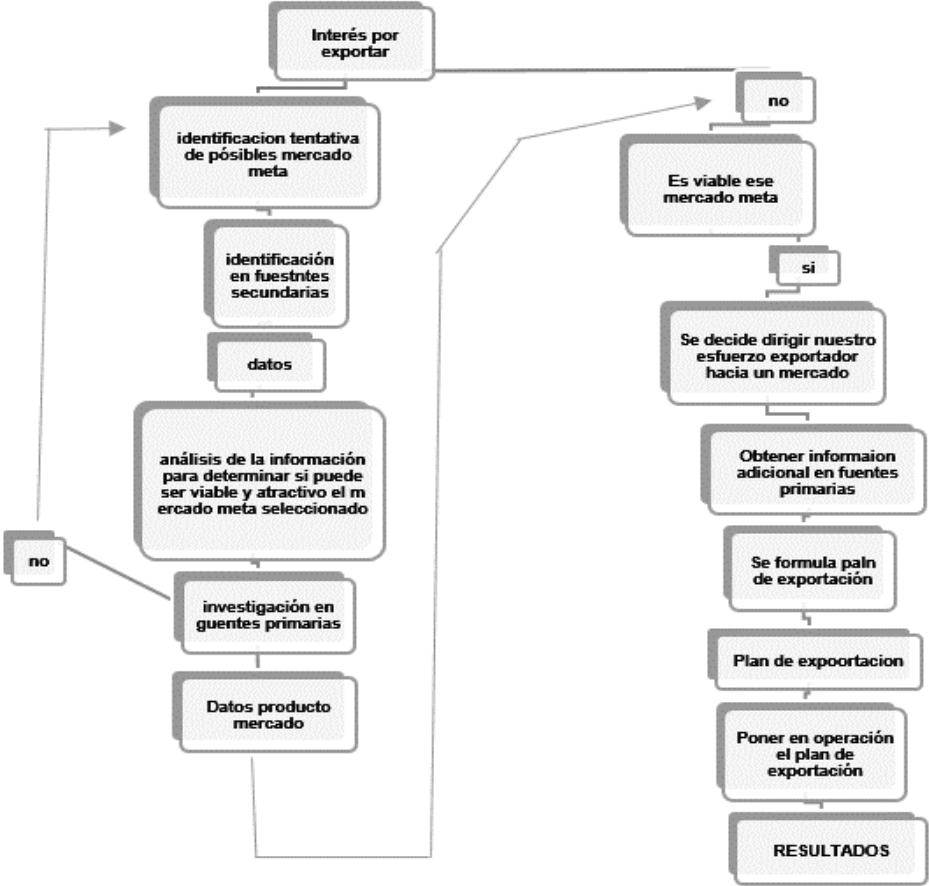 Interés por
exportar
identificacion tentativa
de pósibles mercado
meta
identificación
en fuestntes
secundarias
datos
análisis de la información
para determinar si puede
ser viable y atractivo el m
ercado meta seleccionado
no
investigación en
guentes primarias
Datos producto
mercado
no
Es viable ese
mercado meta
si
Se decide dirigir nuestro
esfuerzo exportador
hacia un mercado
Obtener informaion
adicional en fuentes
primarias
Se formula paln
de exportación
Plan de expoortacion
Poner en operación
el plan de
exportación
RESULTADOS